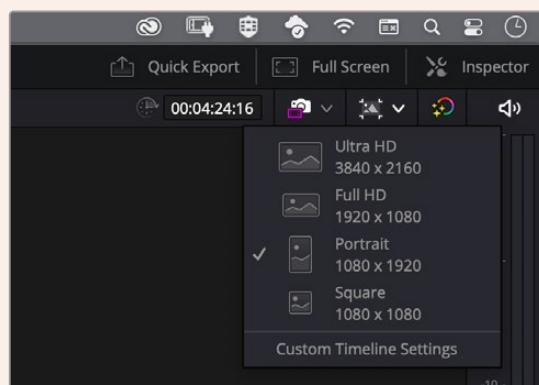 Quick Export
Full Screen
Inspector
00:04:24:16
Ultra HD
3840 x 2160
Full HD
1920 x 1080
Portrait
1080 x 1920
Square
1080 x 1080
Custom Timeline Settings
-10